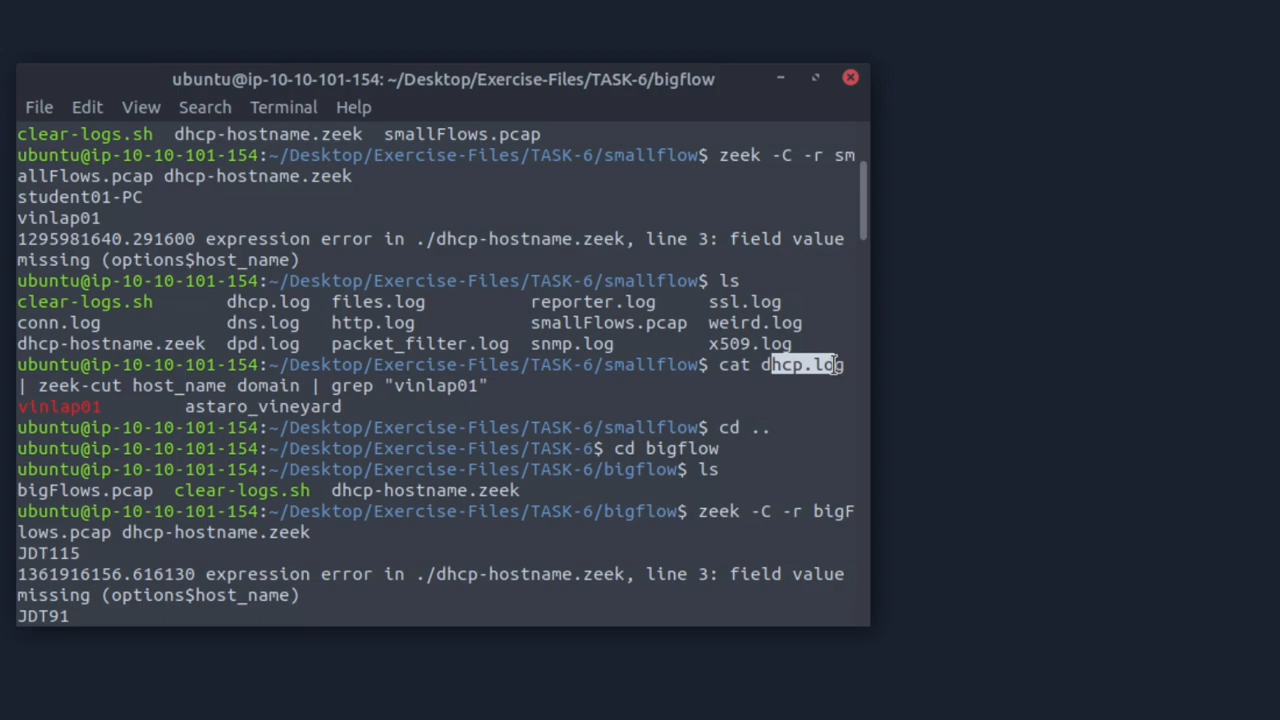 ubuntu@ip-10-10-101-154: ~/Desktop/Exercise-Files/TASK-6/bigflow
File Edit View Search Terminal Help
clear-logs.sh dhcp-hostname.zeek smallFlows.pcap
ubuntu@ip-10-10-101-154:~/Desktop/Exercise-Files/TASK-6/smallflow$ zeek -C -r sm
allFlows.pcap dhcp-hostname.zeek
student01-PC
vinlap01
1295981640.291600 expression error in ./dhcp-hostname.zeek, line 3: field value
missing (options$host_name)
ubuntu@ip-10-10-101-154:~/Desktop/Exercise-Files/TASK-6/smallflow$ ls
clear-logs.sh dhcp.log files.log reporter.log ssl.log
conn.log dns.log http.log smallFlows.pcap weird.log
dhcp-hostname.zeek dpd.log packet_filter.log snmp.log x509.log
ubuntu@ip-10-10-101-154:~/Desktop/Exercise-Files/TASK-6/smallflow$ cat dhcp.log
| zeek-cut host_name domain | grep "vinlap01"
vinlap01 astaro_vineyard
ubuntu@ip-10-10-101-154:~/Desktop/Exercise-Files/TASK-6/smallflow$ cd ..
ubuntu@ip-10-10-101-154:~/Desktop/Exercise-Files/TASK-6$ cd bigflow
ubuntu@ip-10-10-101-154:~/Desktop/Exercise-Files/TASK-6/bigflow$ ls
bigFlows.pcap clear-logs.sh dhcp-hostname.zeek
ubuntu@ip-10-10-101-154:~/Desktop/Exercise-Files/TASK-6/bigflow$ zeek -C -r bigF
lows.pcap dhcp-hostname.zeek
JDT115
1361916156.616130 expression error in ./dhcp-hostname.zeek, line 3: field value
missing (options$host_name)
JDT91